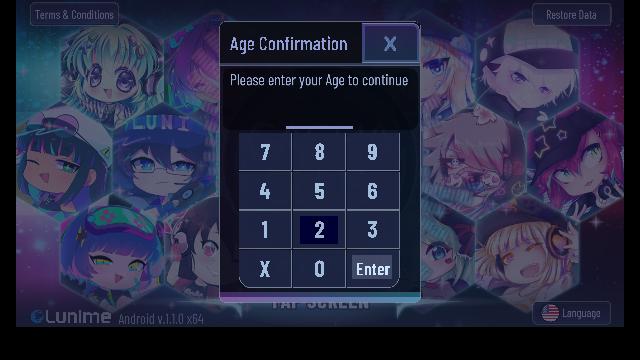 Terms & Conditions
Restore Data
Age Confirmation
X
Please enter your Age to continue
7 8 9
4 5 6
1 2 3
X 0 Enter
LUNI
TAP SCREEN
Lunime Android v.1.1.0 x64
Language